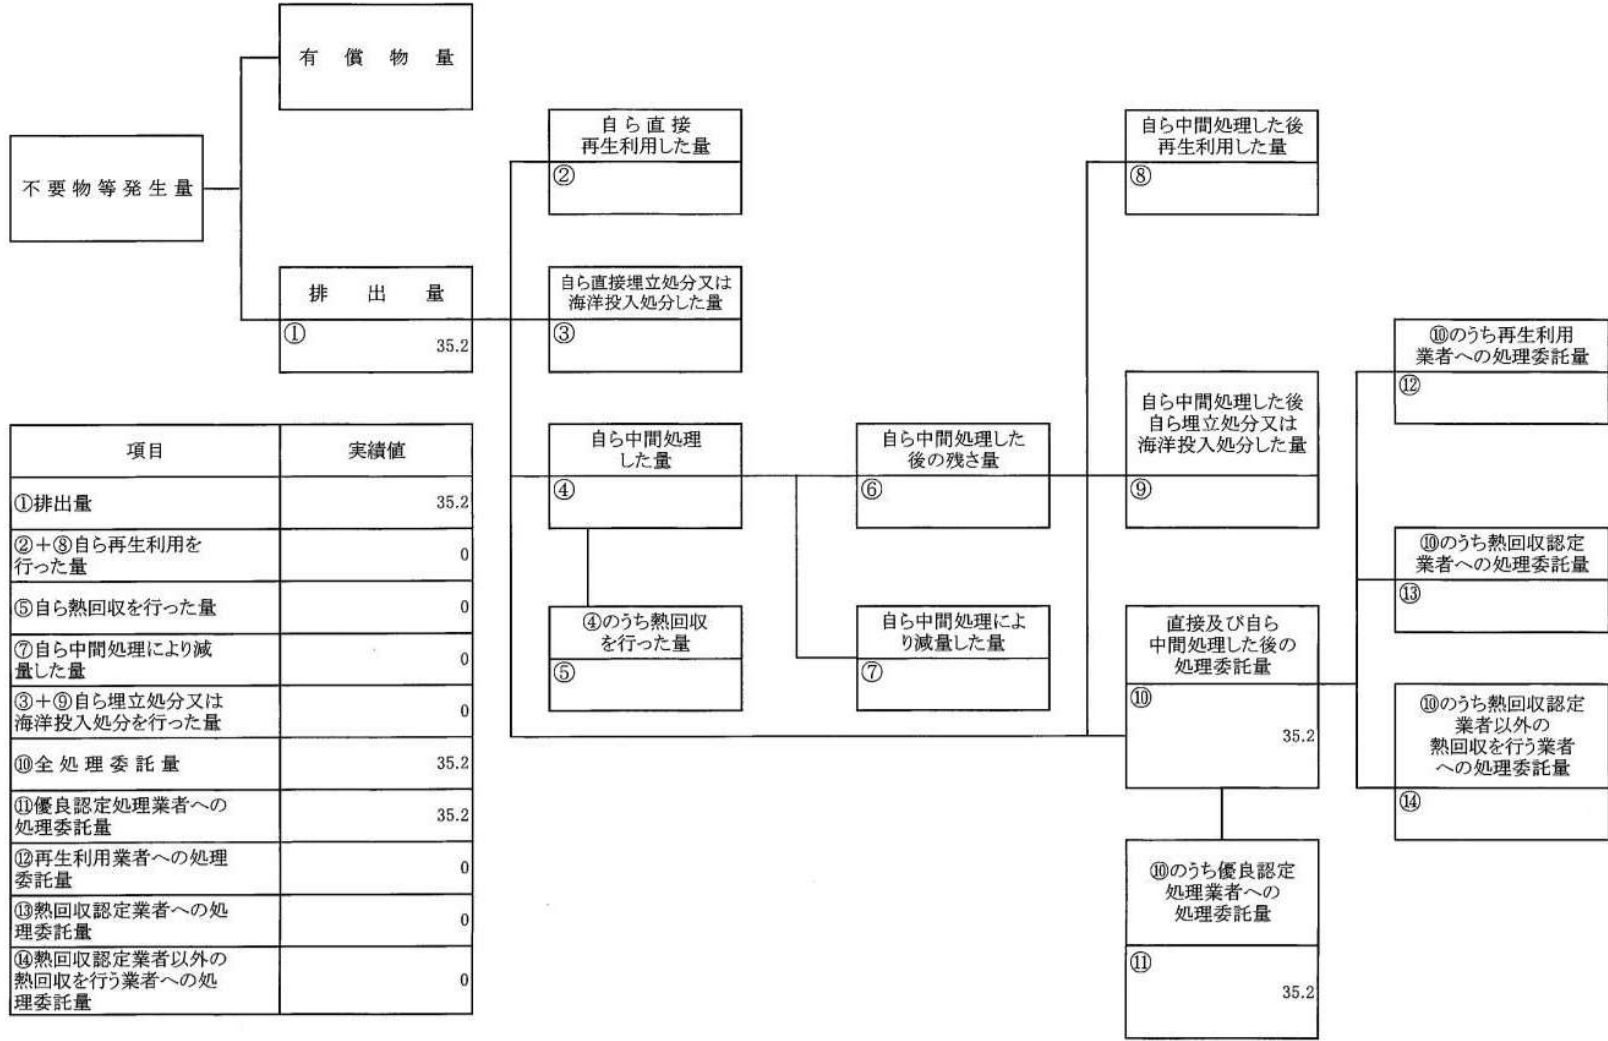 有償物量
不要物等発生量
排出量
①
35.2
自ら直接
再生利用した量
②
自ら直接埋立処分又は
海洋投入処分した量
③
自ら中間処理
した量
④
④のうち熱回収
を行った量
⑤
自ら中間処理した
後の残さ量
⑥
自ら中間処理によ
り減量した量
⑦
自ら中間処理した後
再生利用した量
⑧
自ら中間処理した後
自ら埋立処分又は
海洋投入処分した量
⑨
直接及び自ら
中間処理した後の
処理委託量
⑩
35.2
⑩のうち優良認定
処理業者への
処理委託量
⑪
35.2
⑩のうち再生利用
業者への処理委託量
⑫
⑩のうち熱回収認定
業者への処理委託量
⑬
⑩のうち熱回収認定
業者以外の
熱回収を行う業者
への処理委託量
⑭
項目 実績値
①排出量 35.2
②+⑧自ら再生利用を
行った量 0
⑤自ら熱回収を行った量 0
⑦自ら中間処理により減
量した量 0
③+⑨自ら埋立処分又は
海洋投入処分を行った量 0
⑩全処理委託量 35.2
⑪優良認定処理業者への
処理委託量 35.2
⑫再生利用業者への処理
委託量 0
⑬熱回収認定業者への処
理委託量 0
⑭熱回収認定業者以外の
熱回収を行う業者への処
理委託量 0